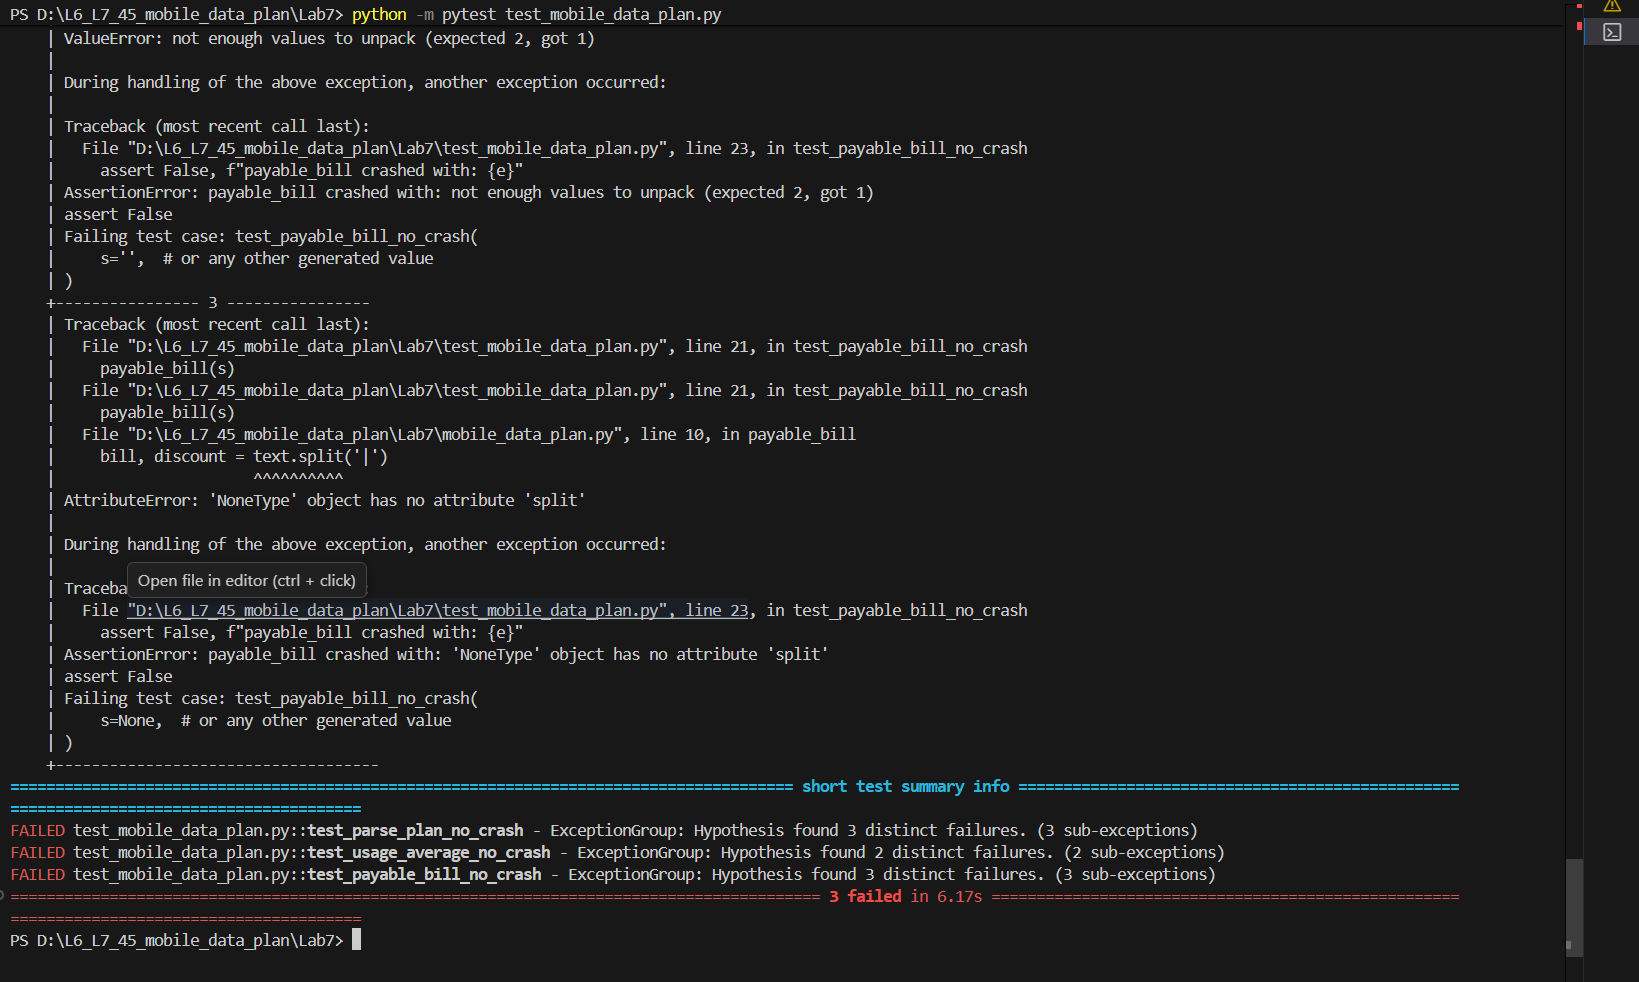 PS D:\L6_L7_45_mobile_data_plan\Lab7> python -m pytest test_mobile_data_plan.py
    | ValueError: not enough values to unpack (expected 2, got 1)
    |
    | During handling of the above exception, another exception occurred:
    |
    | Traceback (most recent call last):
    |   File "D:\L6_L7_45_mobile_data_plan\Lab7\test_mobile_data_plan.py", line 23, in test_payable_bill_no_crash
    |     assert False, f"payable_bill crashed with: {e}"
    | AssertionError: payable_bill crashed with: not enough values to unpack (expected 2, got 1)
    | assert False
    | Failing test case: test_payable_bill_no_crash(
    |     s='',  # or any other generated value
    | )
    +---------------- 3 ----------------
    | Traceback (most recent call last):
    |   File "D:\L6_L7_45_mobile_data_plan\Lab7\test_mobile_data_plan.py", line 21, in test_payable_bill_no_crash
    |     payable_bill(s)
    |   File "D:\L6_L7_45_mobile_data_plan\Lab7\test_mobile_data_plan.py", line 21, in test_payable_bill_no_crash
    |     payable_bill(s)
    |   File "D:\L6_L7_45_mobile_data_plan\Lab7\mobile_data_plan.py", line 10, in payable_bill
    |     bill, discount = text.split('|')
    |                      ^^^^^^^^^^
    | AttributeError: 'NoneType' object has no attribute 'split'
    |
    | During handling of the above exception, another exception occurred:
    |
Open file in editor (ctrl + click)
    | Traceba
    |   File "D:\L6_L7_45_mobile_data_plan\Lab7\test_mobile_data_plan.py", line 23, in test_payable_bill_no_crash
    |     assert False, f"payable_bill crashed with: {e}"
    | AssertionError: payable_bill crashed with: 'NoneType' object has no attribute 'split'
    | assert False
    | Failing test case: test_payable_bill_no_crash(
    |     s=None,  # or any other generated value
    | )
    +------------------------------------
======================================= short test summary info =======================================
FAILED test_mobile_data_plan.py::test_parse_plan_no_crash - ExceptionGroup: Hypothesis found 3 distinct failures. (3 sub-exceptions)
FAILED test_mobile_data_plan.py::test_usage_average_no_crash - ExceptionGroup: Hypothesis found 2 distinct failures. (2 sub-exceptions)
FAILED test_mobile_data_plan.py::test_payable_bill_no_crash - ExceptionGroup: Hypothesis found 3 distinct failures. (3 sub-exceptions)
======================================= 3 failed in 6.17s =======================================
PS D:\L6_L7_45_mobile_data_plan\Lab7>